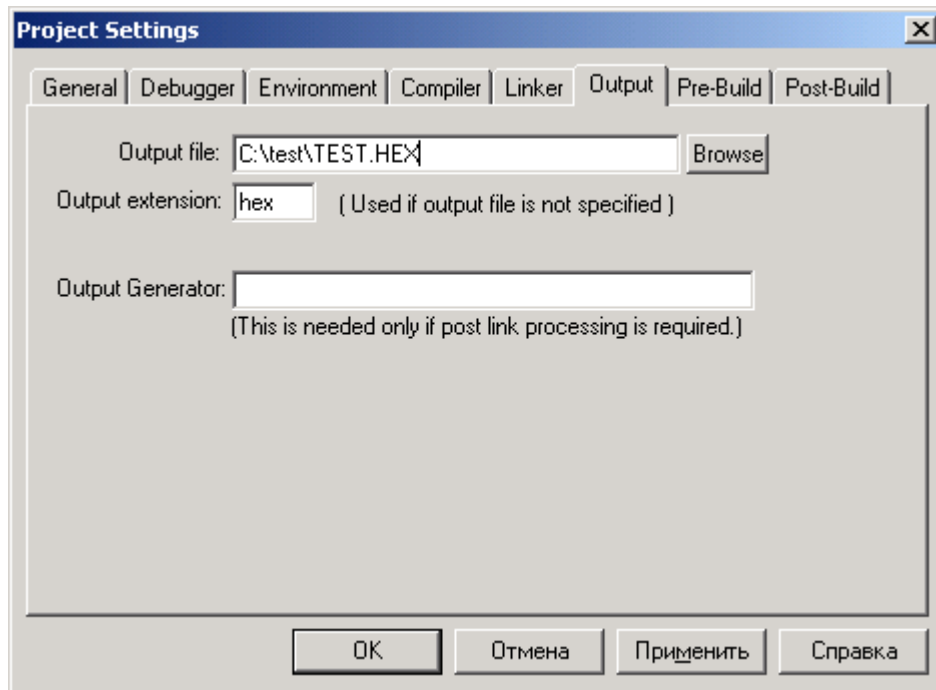 Project Settings
General Debugger Environment Compiler Linker Output Pre-Build Post-Build
Output file: C:\test\TEST.HEX Browse
Output extension: hex ( Used if output file is not specified )
Output Generator:
(This is needed only if post link processing is required.)
OK Отмена Применить Справка